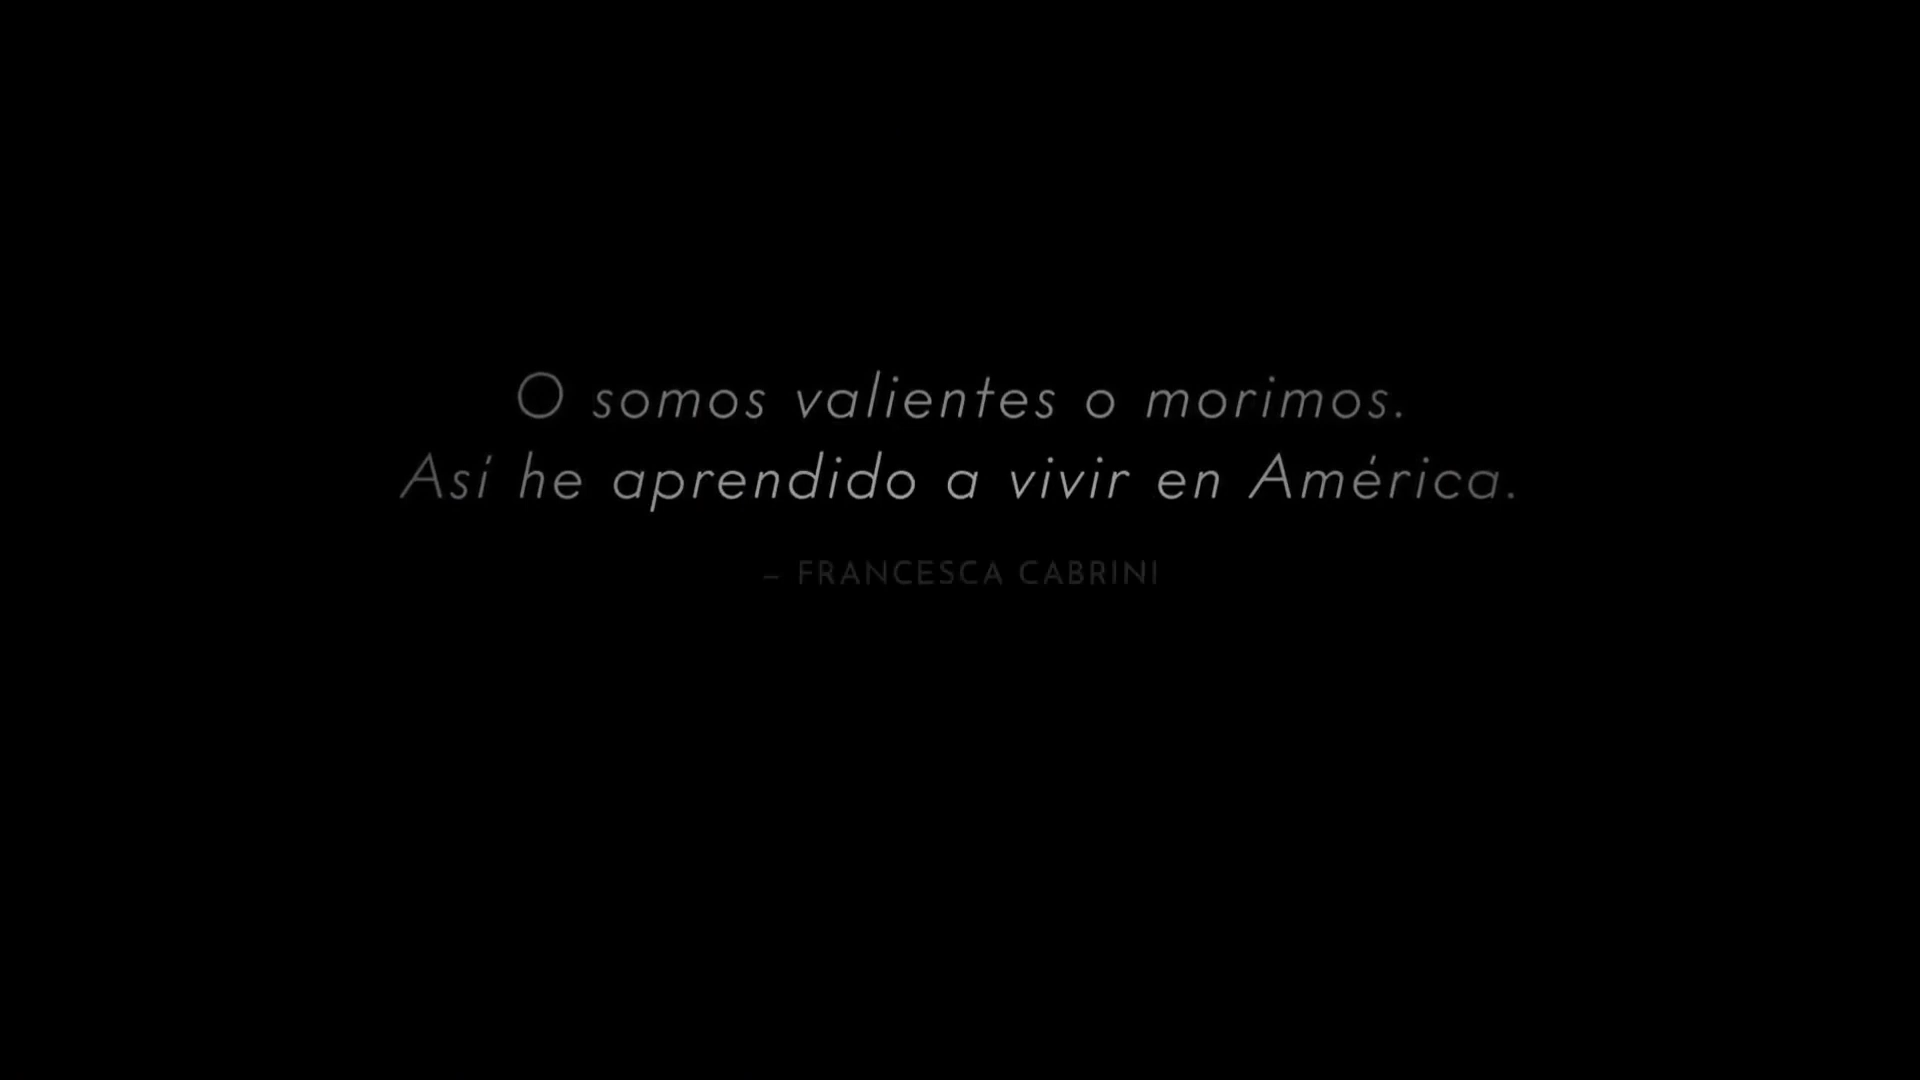 O somos valientes o morimos.
Así he aprendido a vivir en América.
– FRANCESCA CABRINI